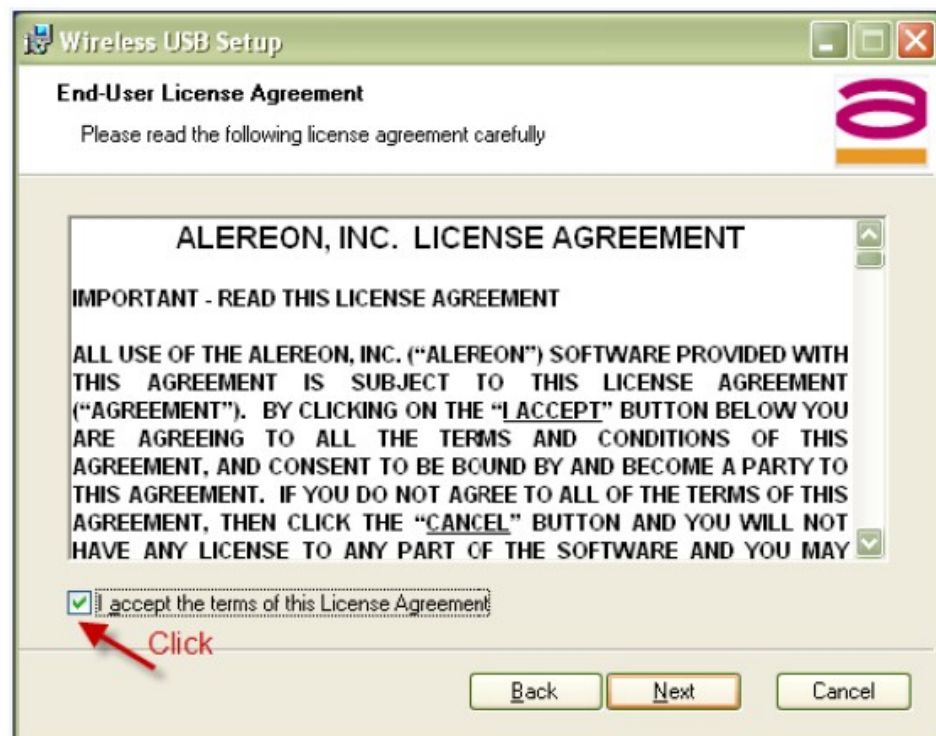 Wireless USB Setup
End-User License Agreement
Please read the following license agreement carefully
ALEREON, INC. LICENSE AGREEMENT
IMPORTANT - READ THIS LICENSE AGREEMENT
ALL USE OF THE ALEREON, INC. (“ALEREON”) SOFTWARE PROVIDED WITH
THIS AGREEMENT IS SUBJECT TO THIS LICENSE AGREEMENT
(“AGREEMENT”). BY CLICKING ON THE “I ACCEPT” BUTTON BELOW YOU
ARE AGREEING TO ALL THE TERMS AND CONDITIONS OF THIS
AGREEMENT, AND CONSENT TO BE BOUND BY AND BECOME A PARTY TO
THIS AGREEMENT. IF YOU DO NOT AGREE TO ALL OF THE TERMS OF THIS
AGREEMENT, THEN CLICK THE “CANCEL” BUTTON AND YOU WILL NOT
HAVE ANY LICENSE TO ANY PART OF THE SOFTWARE AND YOU MAY
I accept the terms of this License Agreement
Click
Back Next Cancel